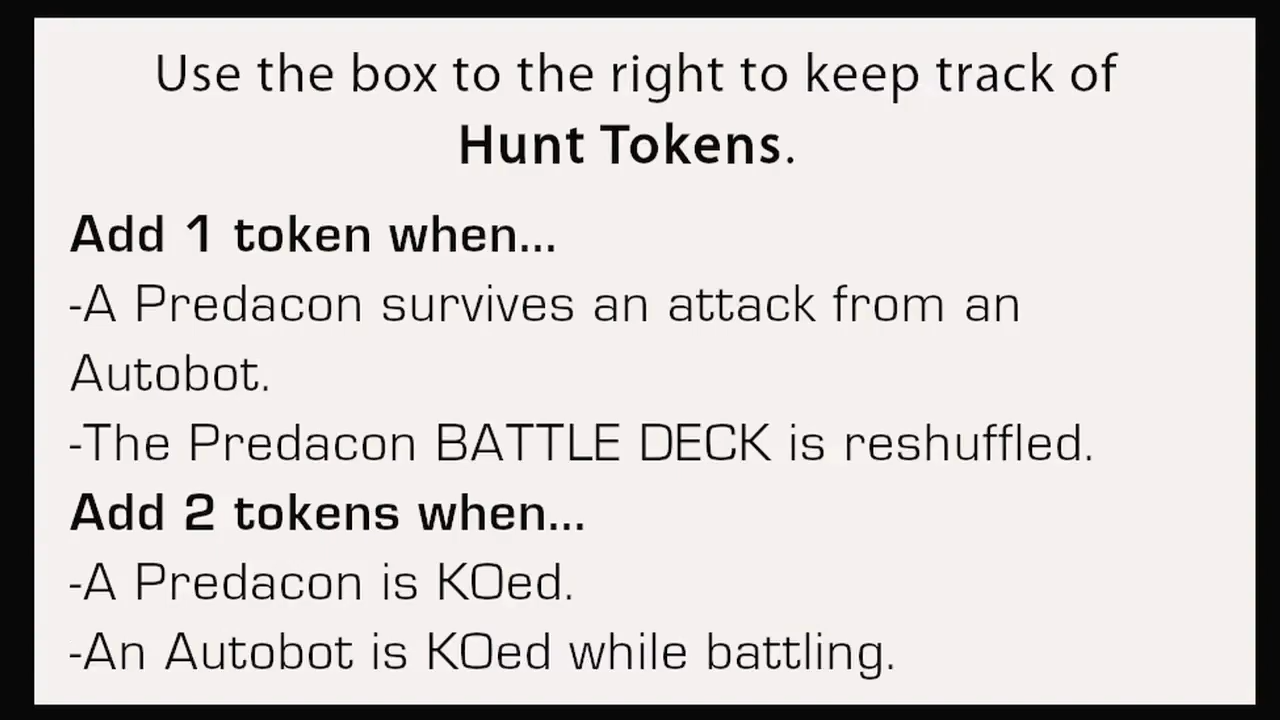 Use the box to the right to keep track of
Hunt Tokens.
Add 1 token when...
-A Predacon survives an attack from an
Autobot.
-The Predacon BATTLE DECK is reshuffled.
Add 2 tokens when...
-A Predacon is KOed.
-An Autobot is KOed while battling.